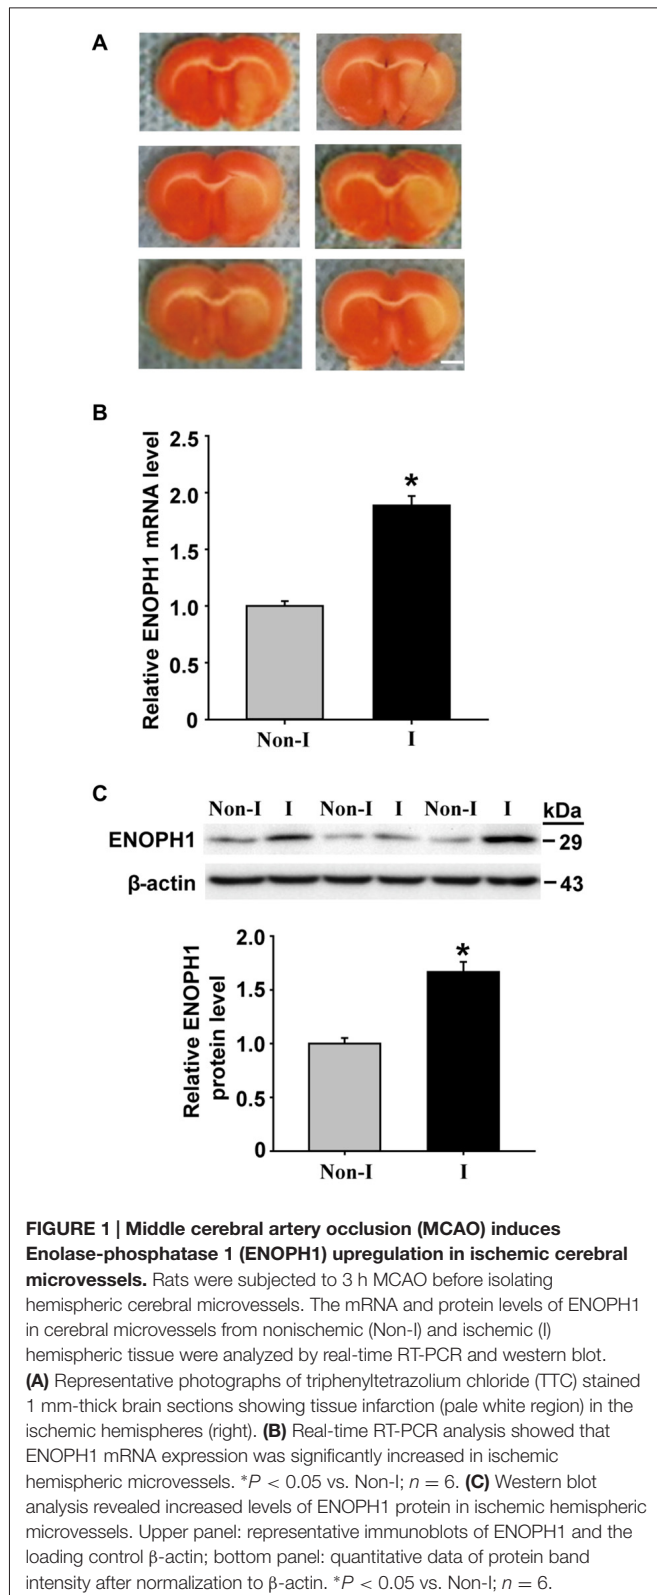 A
B
Relative ENOPH1 mRNA level
2.5
2.0
1.5
1.0
0.5
0
*
Non-I I
C
Non-I I Non-I I Non-I I kDa
ENOPH1 29
β-actin 43
Relative ENOPH1
protein level
2.0
1.5
1.0
0.5
0
*
Non-I I
FIGURE 1 | Middle cerebral artery occlusion (MCAO) induces
Enolase-phosphatase 1 (ENOPH1) upregulation in ischemic cerebral
microvessels. Rats were subjected to 3 h MCAO before isolating
hemispheric cerebral microvessels. The mRNA and protein levels of ENOPH1
in cerebral microvessels from nonischemic (Non-I) and ischemic (I)
hemispheric tissue were analyzed by real-time RT-PCR and western blot.
(A) Representative photographs of triphenyltetrazolium chloride (TTC) stained
1 mm-thick brain sections showing tissue infarction (pale white region) in the
ischemic hemispheres (right). (B) Real-time RT-PCR analysis showed that
ENOPH1 mRNA expression was significantly increased in ischemic
hemispheric microvessels. *P < 0.05 vs. Non-I; n = 6. (C) Western blot
analysis revealed increased levels of ENOPH1 protein in ischemic hemispheric
microvessels. Upper panel: representative immunoblots of ENOPH1 and the
loading control β-actin; bottom panel: quantitative data of protein band
intensity after normalization to β-actin. *P < 0.05 vs. Non-I; n = 6.